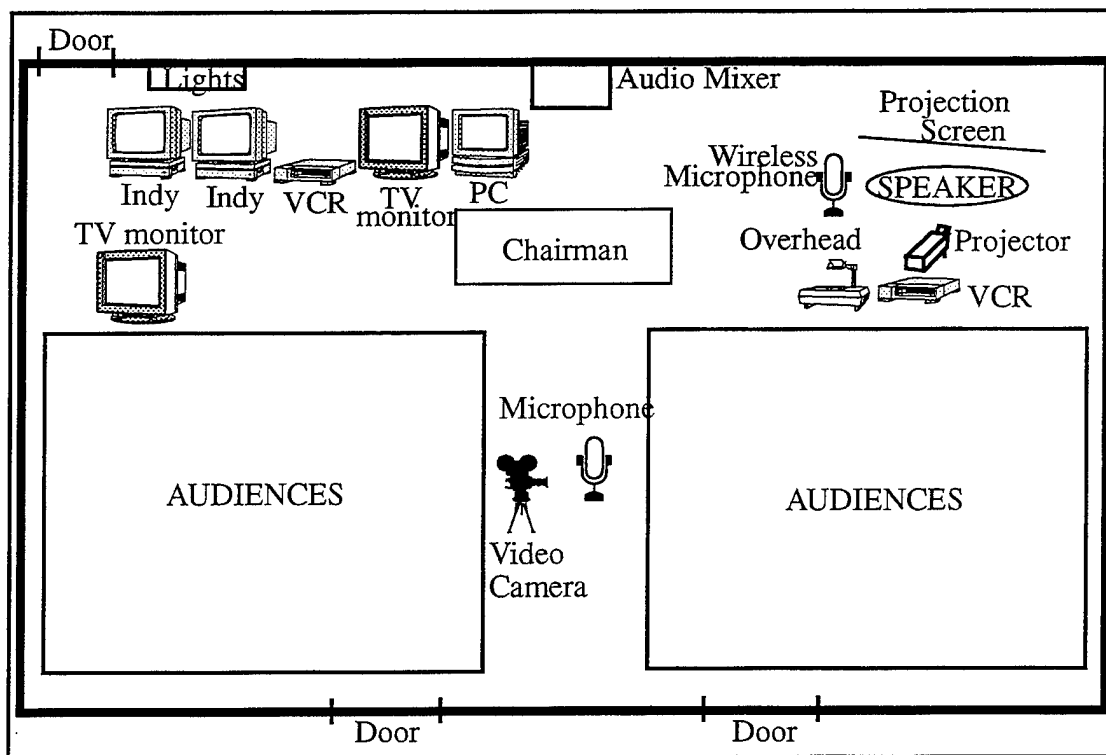 Door
Lights
Audio Mixer
Projection
Screen
Wireless
Microphone
SPEAKER
Indy
Indy
VCR
TV
monitor
PC
TV monitor
Chairman
Overhead
Projector
VCR
Microphone
AUDIENCES
AUDIENCES
Video
Camera
Door
Door